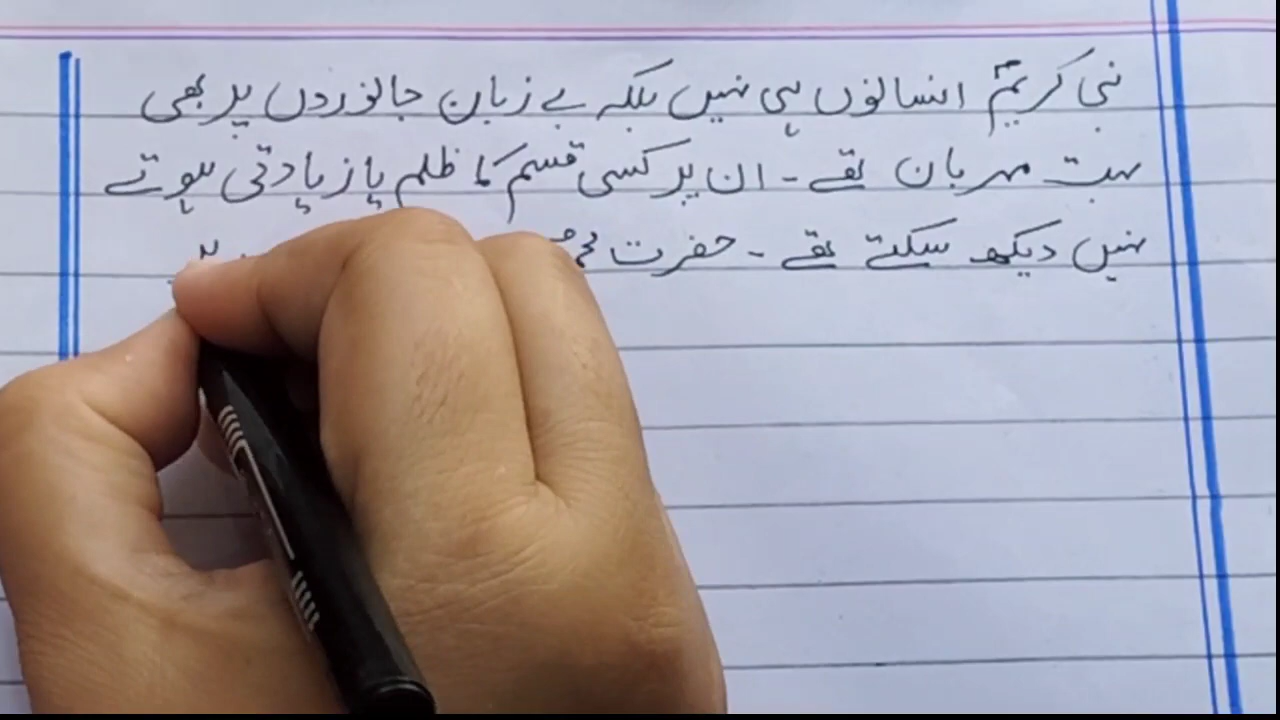 نبی کریمؐ انسانوں ہی نہیں بلکہ بے زبان جانوروں پر بھی
بہت مہربان تھے۔ ان پر کسی قسم کا ظلم یا زیادتی ہوتے
نہیں دیکھ سکتے تھے۔ حضرت